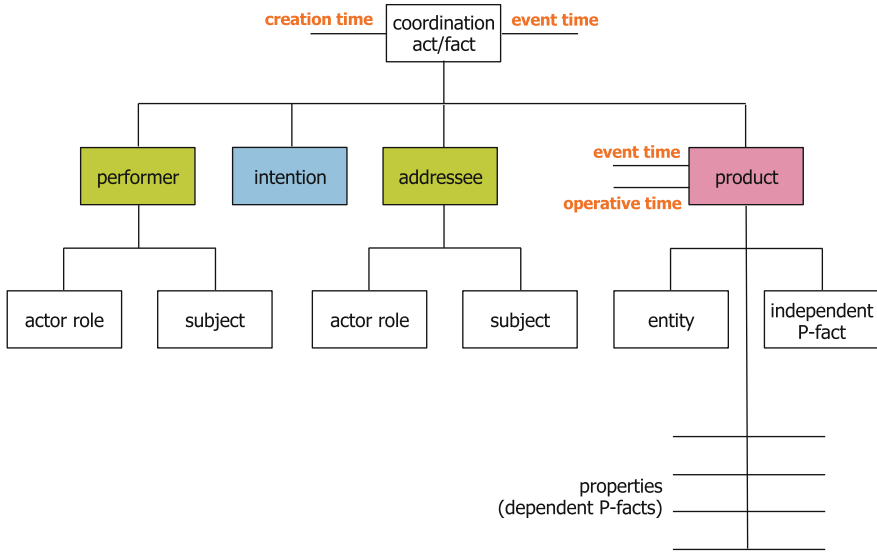 creation time
coordination
act/fact
event time
performer
intention
addressee
event time
operative time
product
actor role
subject
actor role
subject
entity
independent
P-fact
properties
(dependent P-facts)